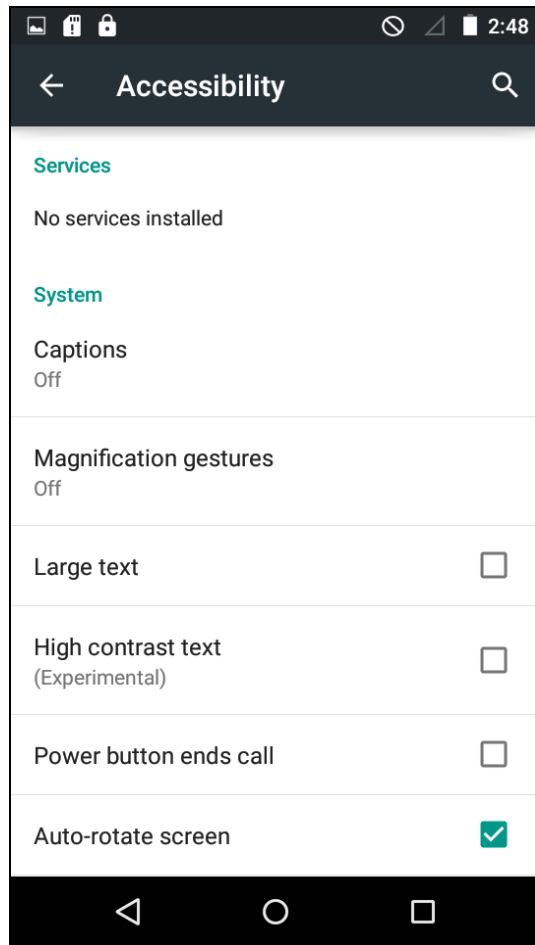 2:48
Accessibility
Services
No services installed
System
Captions
Off
Magnification gestures
Off
Large text
High contrast text
(Experimental)
Power button ends call
Auto-rotate screen